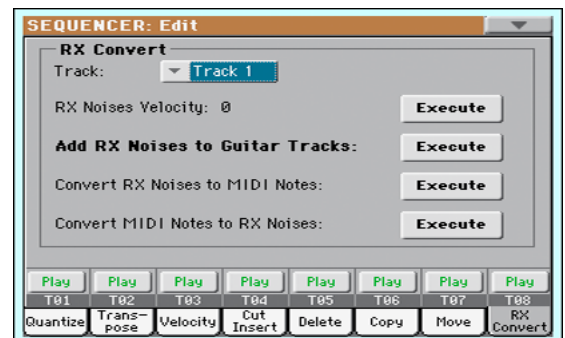 SEQUENCER: Edit
RX Convert
Track: Track 1
RX Noises Velocity: 0 Execute
Add RX Noises to Guitar Tracks: Execute
Convert RX Noises to MIDI Notes: Execute
Convert MIDI Notes to RX Noises: Execute
Play Play Play Play Play Play Play Play
T01 T02 T03 T04 T05 T06 T07 T08
Quantize Trans-pose Velocity Cut Insert Delete Copy Move RX Convert